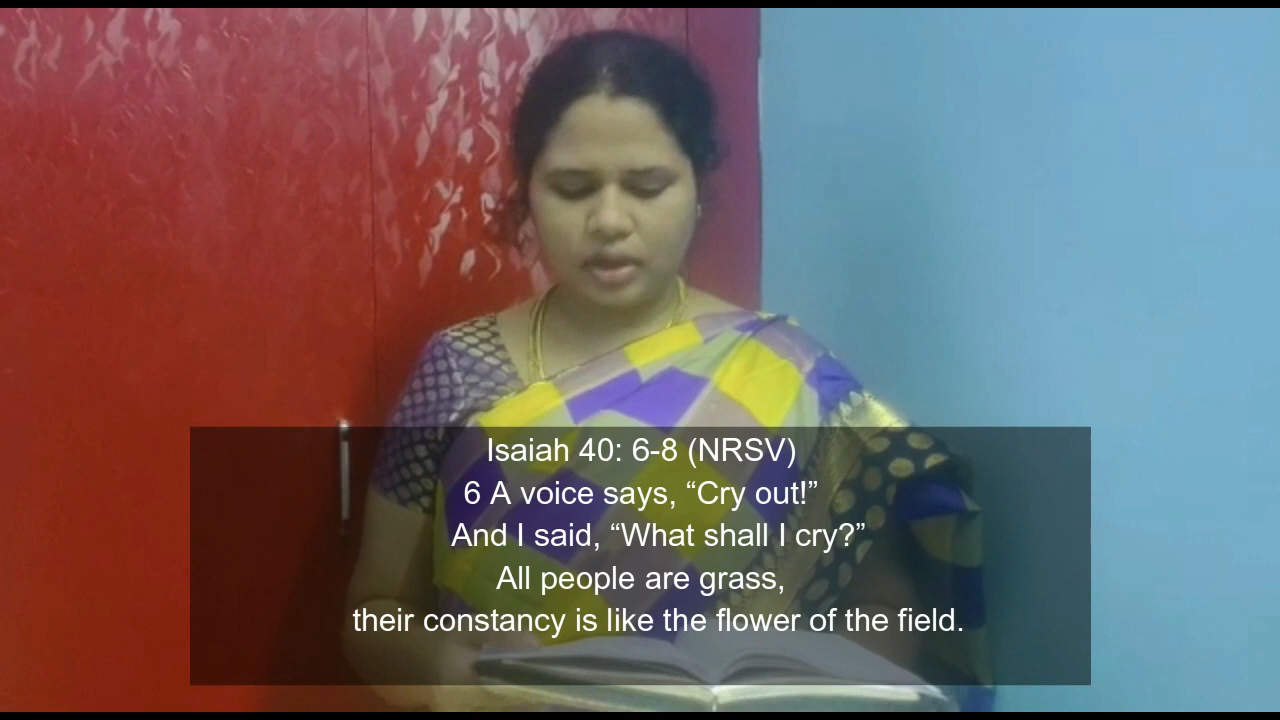 Isaiah 40: 6-8 (NRSV)
6 A voice says, “Cry out!”
And I said, “What shall I cry?”
All people are grass,
their constancy is like the flower of the field.